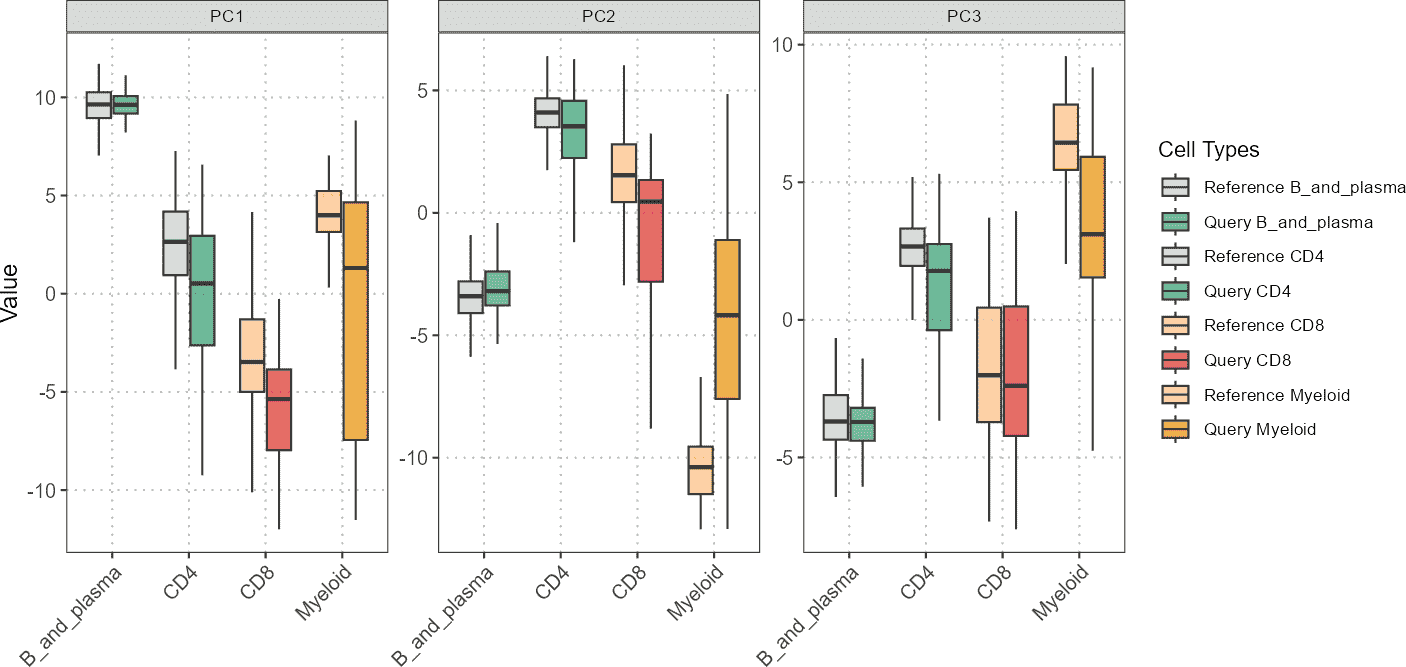 PC1
PC2
PC3
Value
10
5
0
-5
-10
5
0
-5
-10
10
5
0
-5
B_and_plasma
CD4
CD8
Myeloid
B_and_plasma
CD4
CD8
Myeloid
B_and_plasma
CD4
CD8
Myeloid
Cell Types
Reference B_and_plasma
Query B_and_plasma
Reference CD4
Query CD4
Reference CD8
Query CD8
Reference Myeloid
Query Myeloid